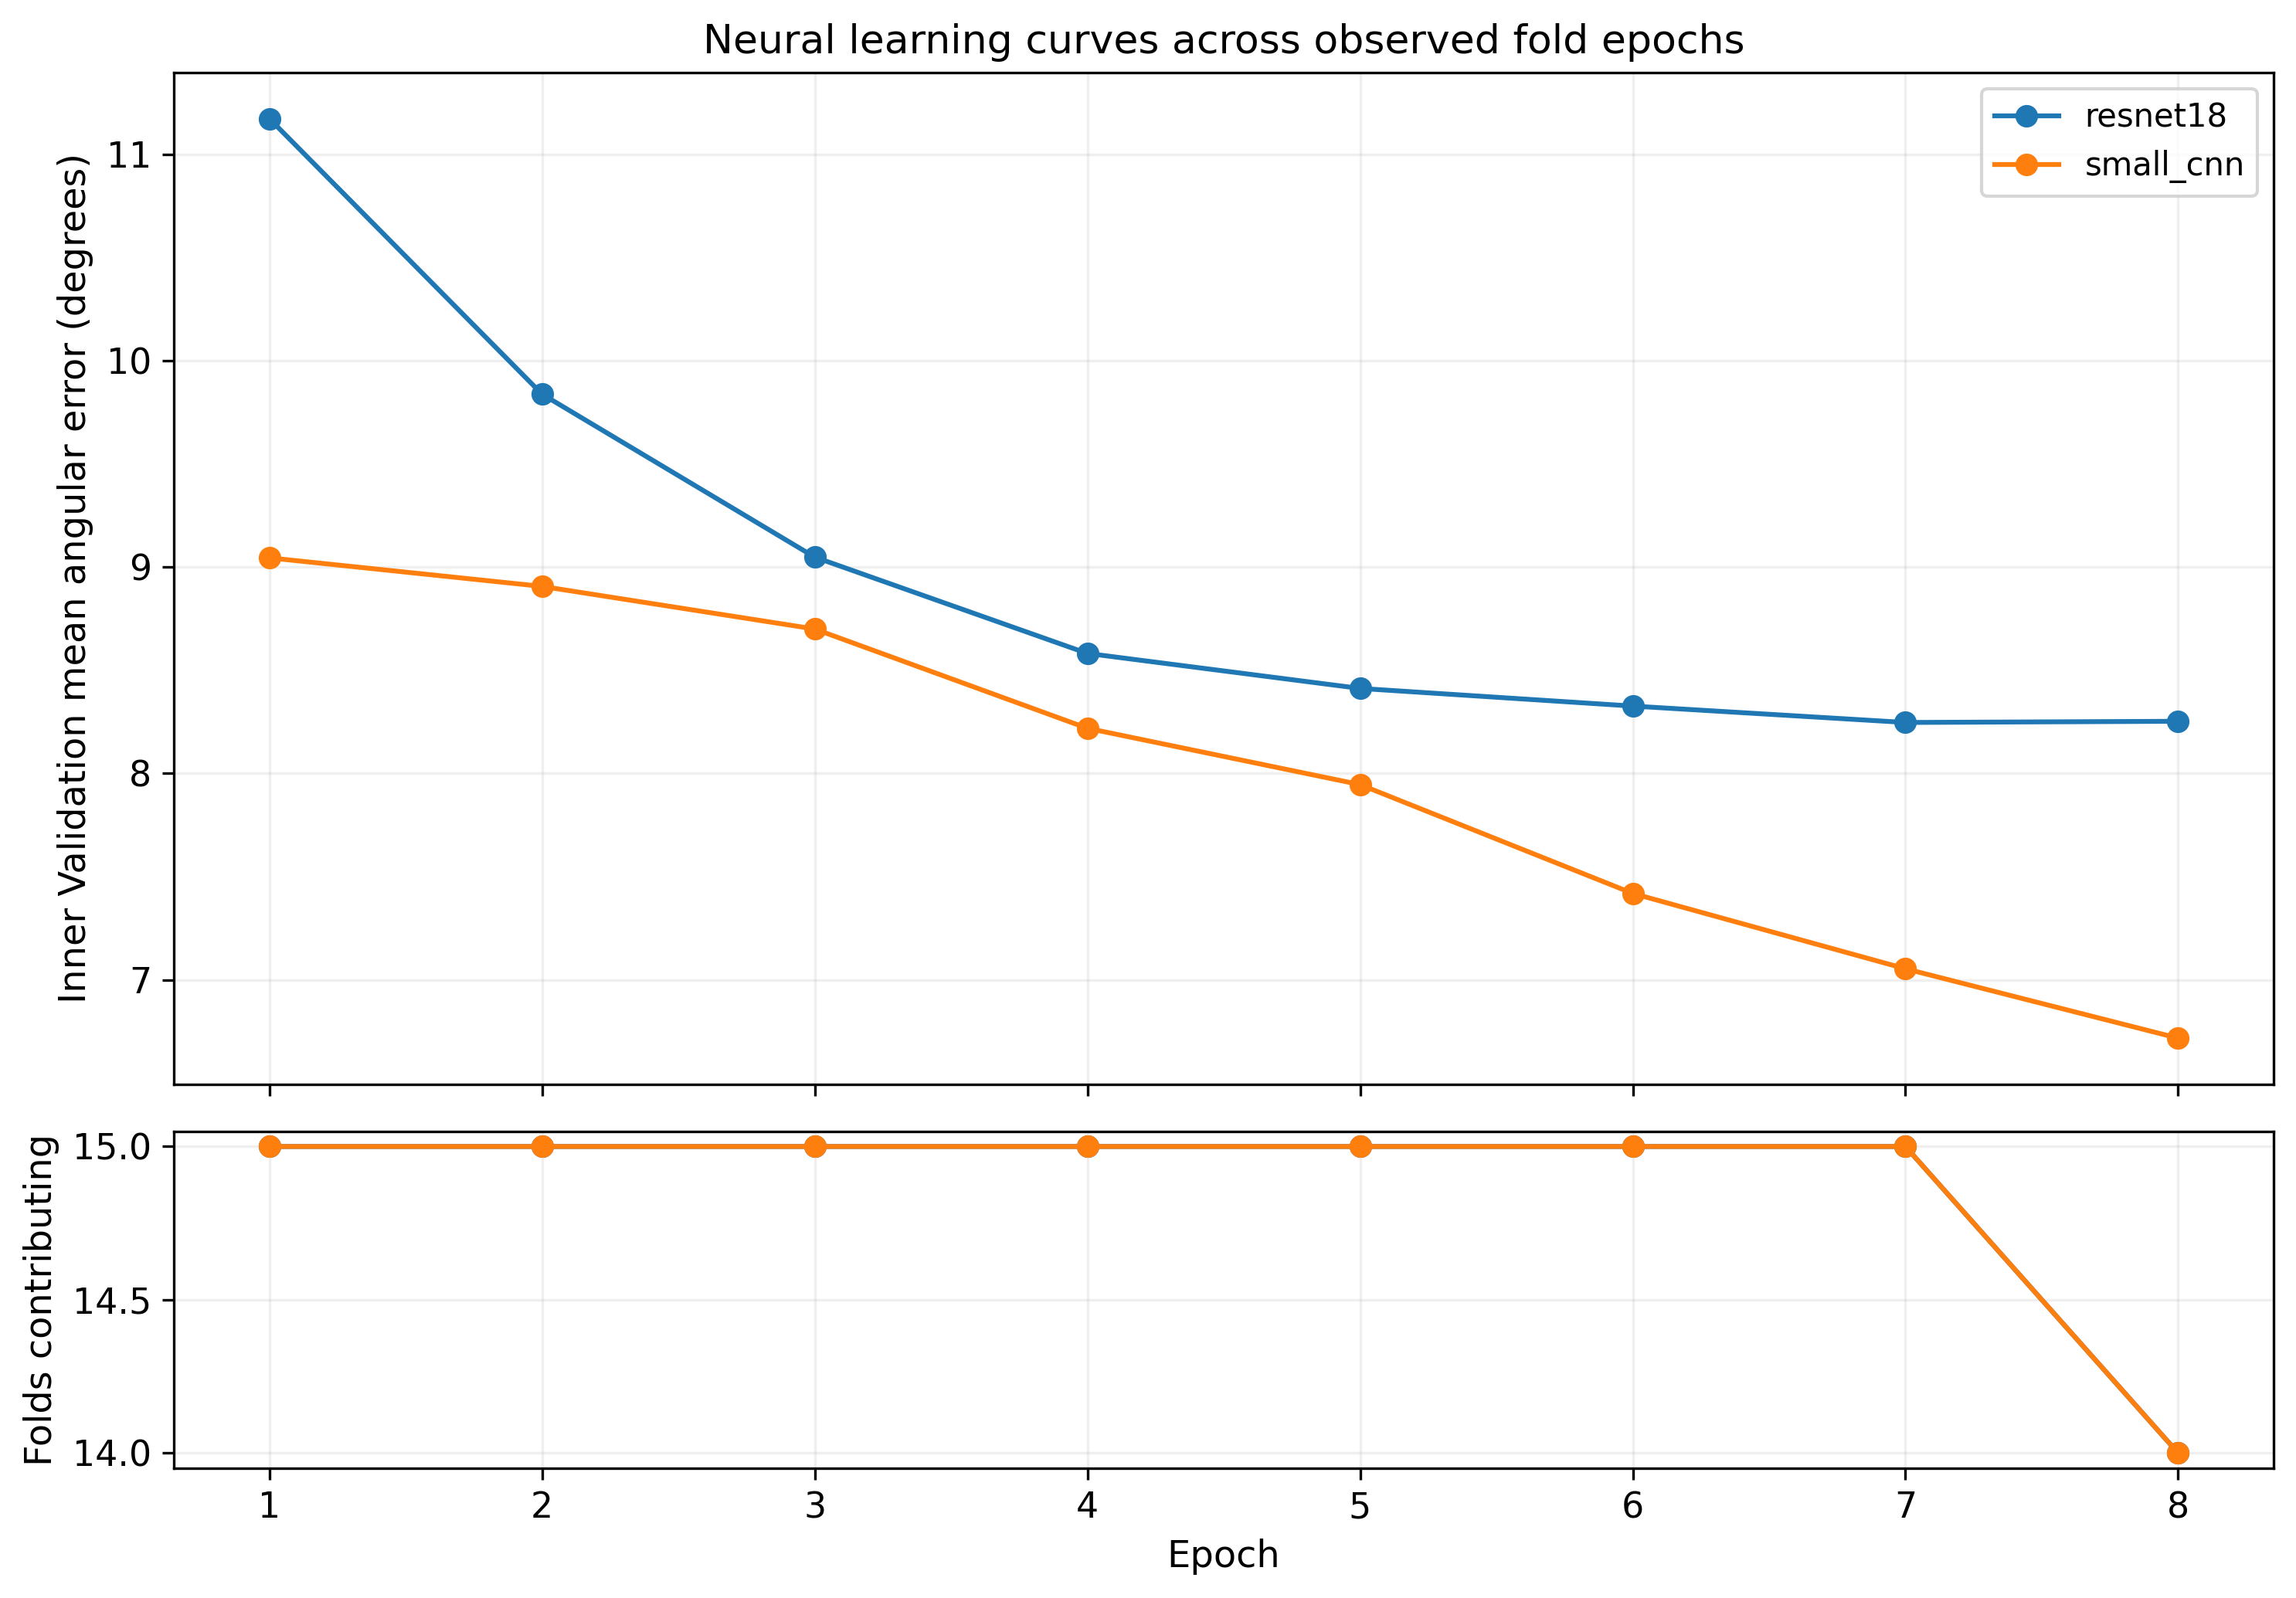 Neural learning curves across observed fold epochs
Inner Validation mean angular error (degrees)
11
10
9
8
7
resnet18
small_cnn
Folds contributing
15.0
14.5
14.0
1 2 3 4 5 6 7 8
Epoch